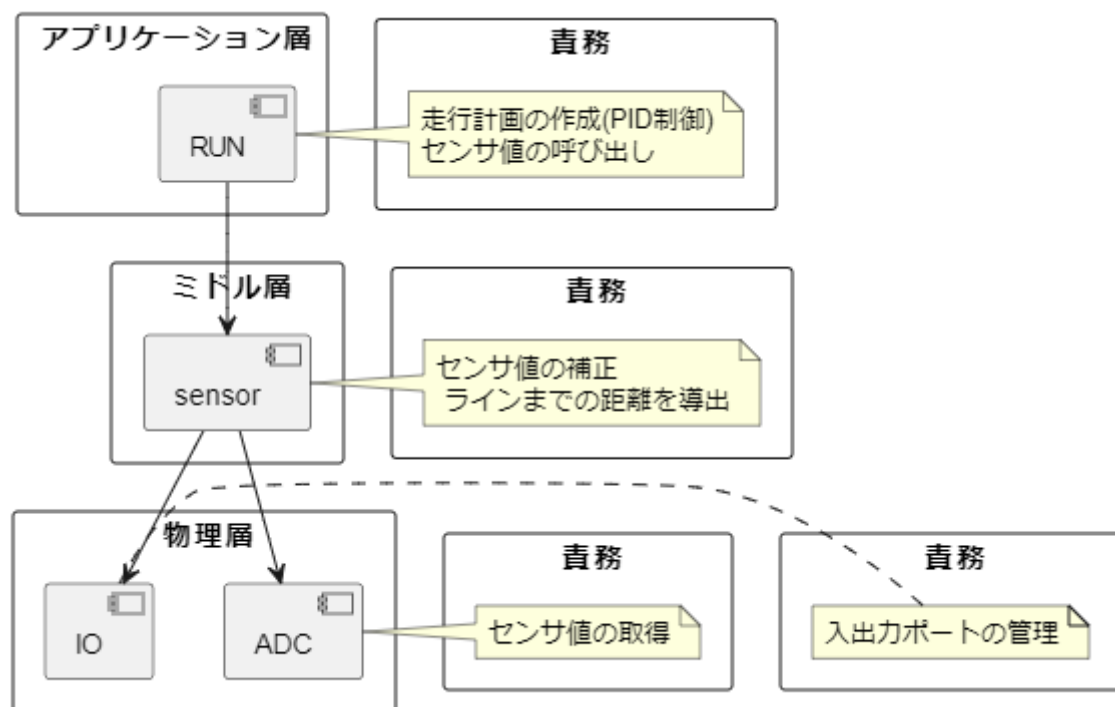 アプリケーション層
責務
RUN
走行計画の作成(PID制御)
センサ値の呼び出し
ミドル層
責務
sensor
センサ値の補正
ラインまでの距離を導出
物理層
責務
責務
IO
ADC
センサ値の取得
入出力ポートの管理